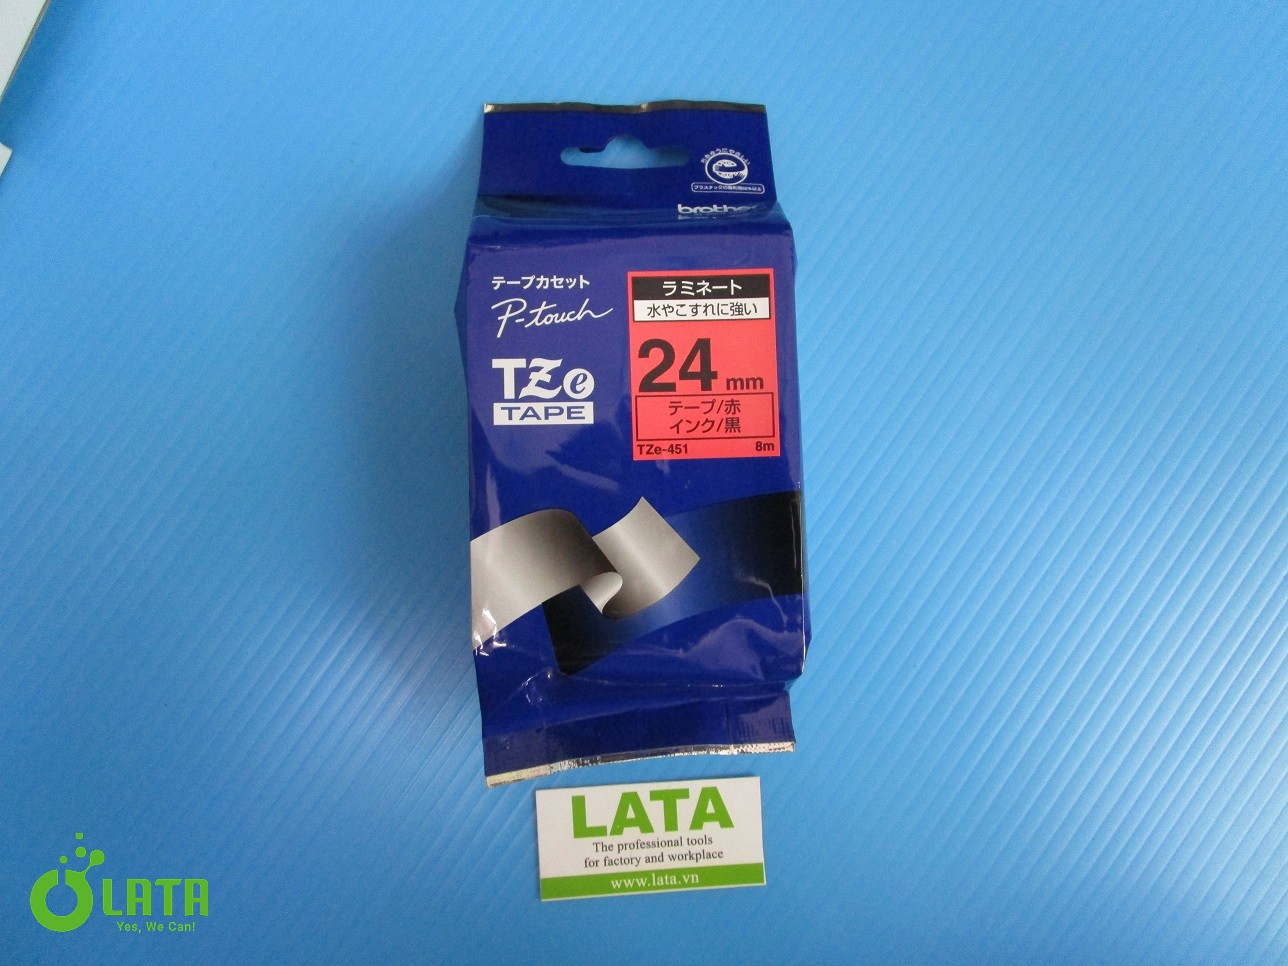 brother
テープカセット
P-touch
TZe
TAPE
ラミネート
水やこすれに強い
24 mm
テープ/赤
インク/黒
TZe-451 8m
LATA
The professional tools
for factory and workplace
www.lata.vn
LATA
Yes, We Can!